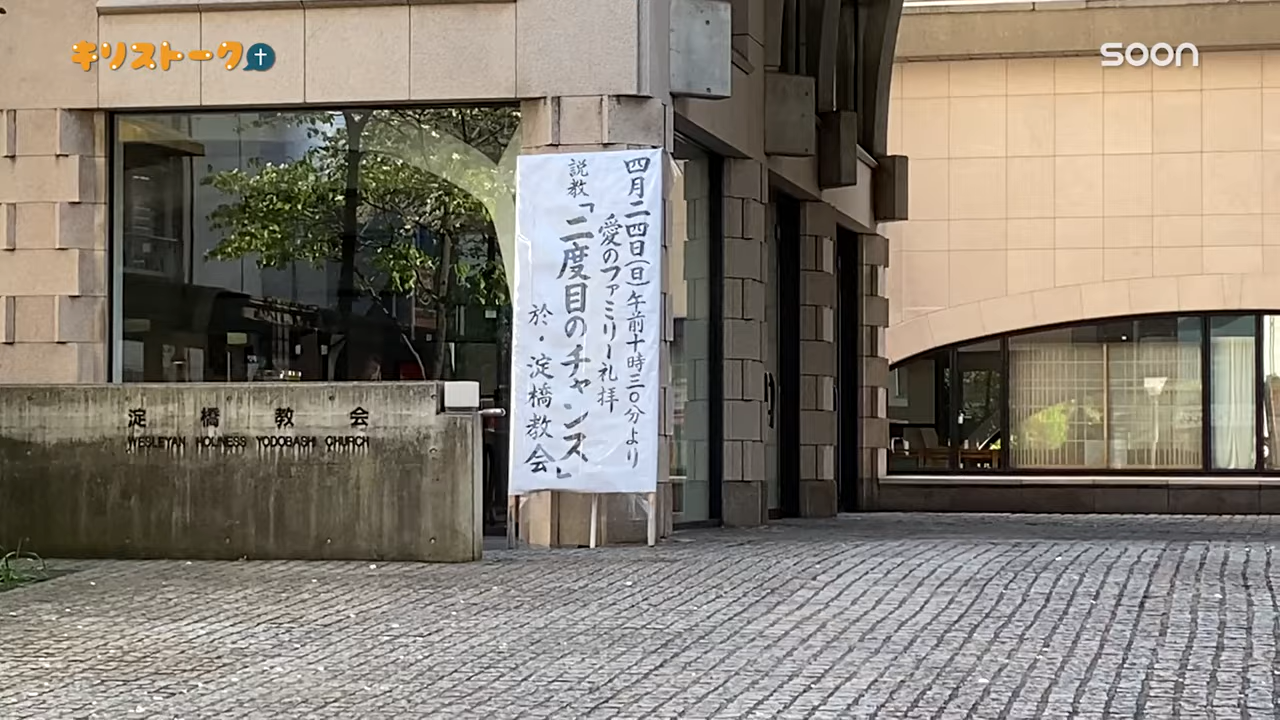 キリストーク
soon
四月二四日(日)午前十時三〇分より
愛のファミリー礼拝
説教「二度目のチャンス」
於・淀橋教会
淀橋教会
WESLEYAN HOLINESS YODOBASHI CHURCH